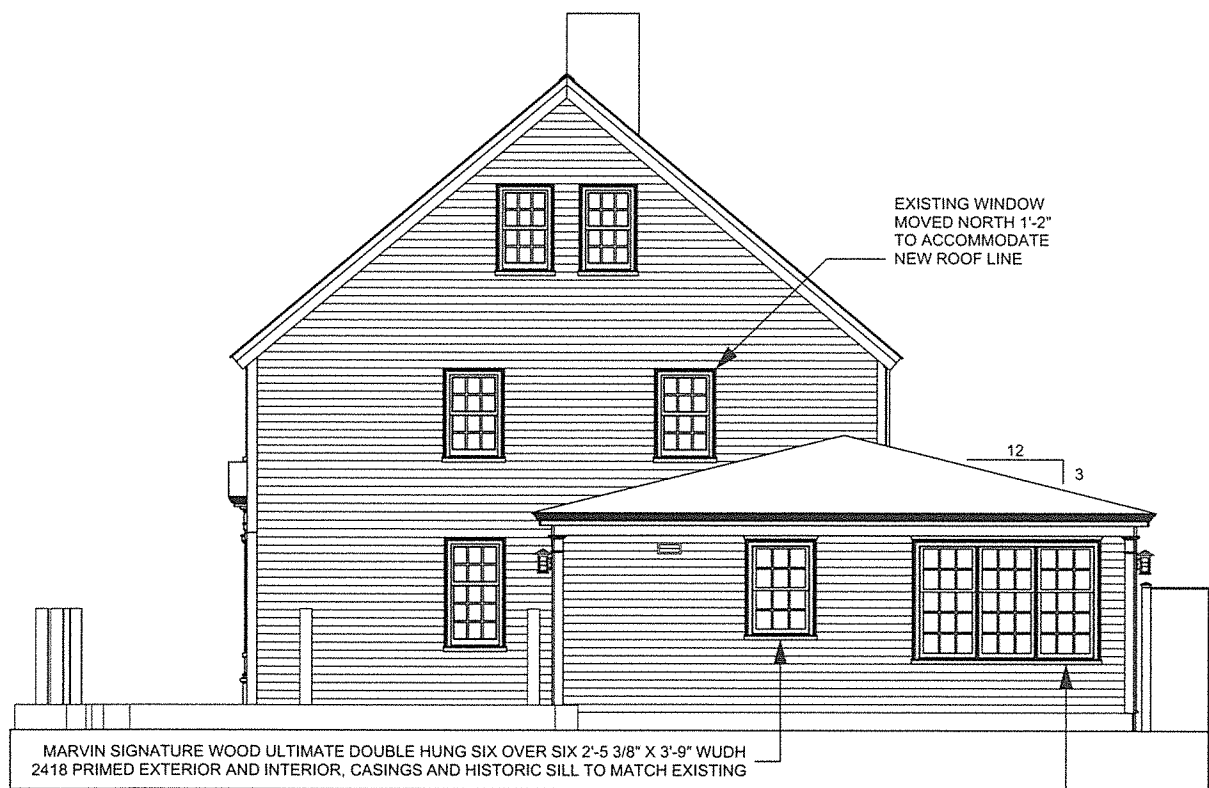 EXISTING WINDOW
MOVED NORTH 1'-2"
TO ACCOMMODATE
NEW ROOF LINE
12
3
MARVIN SIGNATURE WOOD ULTIMATE DOUBLE HUNG SIX OVER SIX 2'-5 3/8" X 3'-9" WUDH
2418 PRIMED EXTERIOR AND INTERIOR, CASINGS AND HISTORIC SILL TO MATCH EXISTING